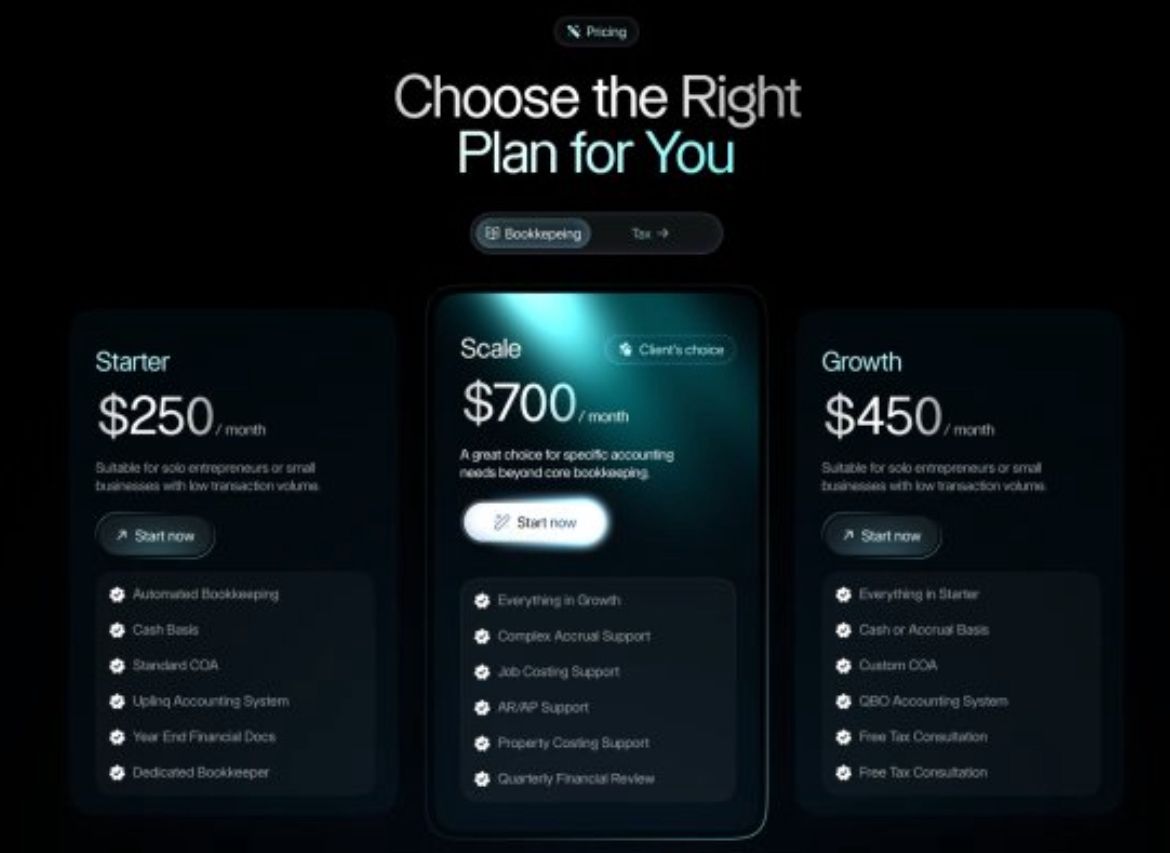 Pricing
Choose the Right
Plan for You
Bookkepeing
Tax →
Starter
$250 / month
Suitable for solo entrepreneurs or small
businesses with low transaction volume.
Start now
Automated Bookkeeping
Cash Basis
Standard COA
Uplinq Accounting System
Year End Financial Docs
Dedicated Bookkeeper
Scale
Client's choice
$700 / month
A great choice for specific accounting
needs beyond core bookkeeping.
Start now
Everything in Growth
Complex Accrual Support
Job Costing Support
AR/AP Support
Property Costing Support
Quarterly Financial Review
Growth
$450 / month
Suitable for solo entrepreneurs or small
businesses with low transaction volume.
Start now
Everything in Starter
Cash or Accrual Basis
Custom COA
QBO Accounting System
Free Tax Consultation
Free Tax Consultation